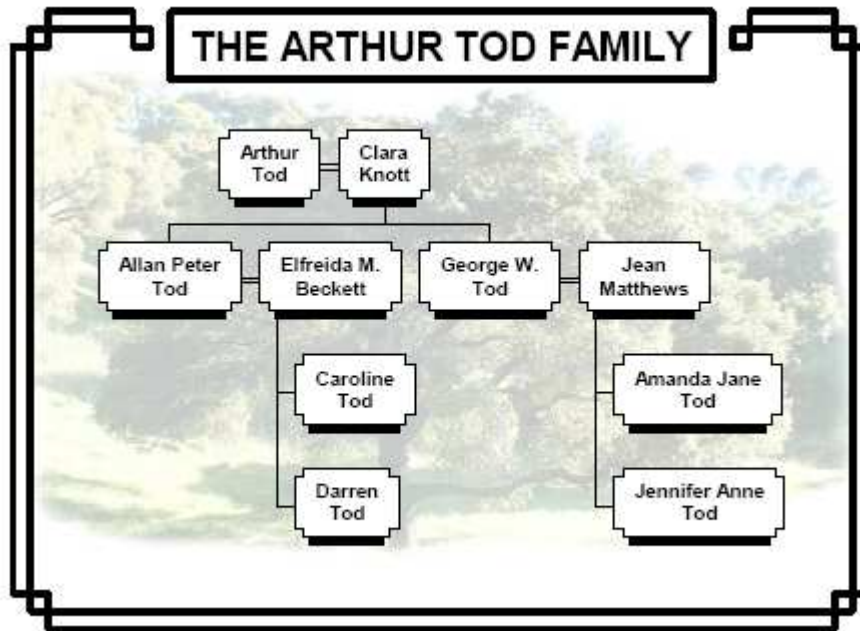 THE ARTHUR TOD FAMILY
Arthur
Tod
Clara
Knott
Allan Peter
Tod
Elfreida M.
Beckett
George W.
Tod
Jean
Matthews
Caroline
Tod
Amanda Jane
Tod
Darren
Tod
Jennifer Anne
Tod